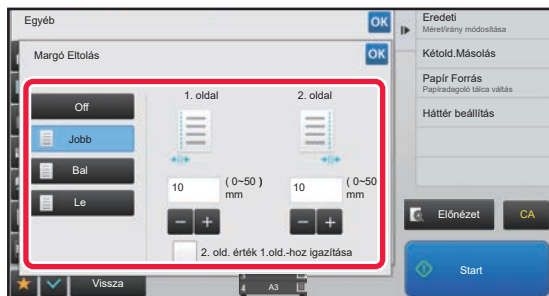 Egyéb
OK
Margó Eltolás
OK
Off
Jobb
Bal
Le
1. oldal
2. oldal
10
( 0~50 )
mm
10
( 0~50
mm
2. old. érték 1.old.-hoz igazítása
Vissza
4
A3
Eredeti
Méret/irány módosítása
Kétold.Másolás
Papír Forrás
Papíradagoló tálca váltás
Háttér beállítás
Előnézet
CA
Start